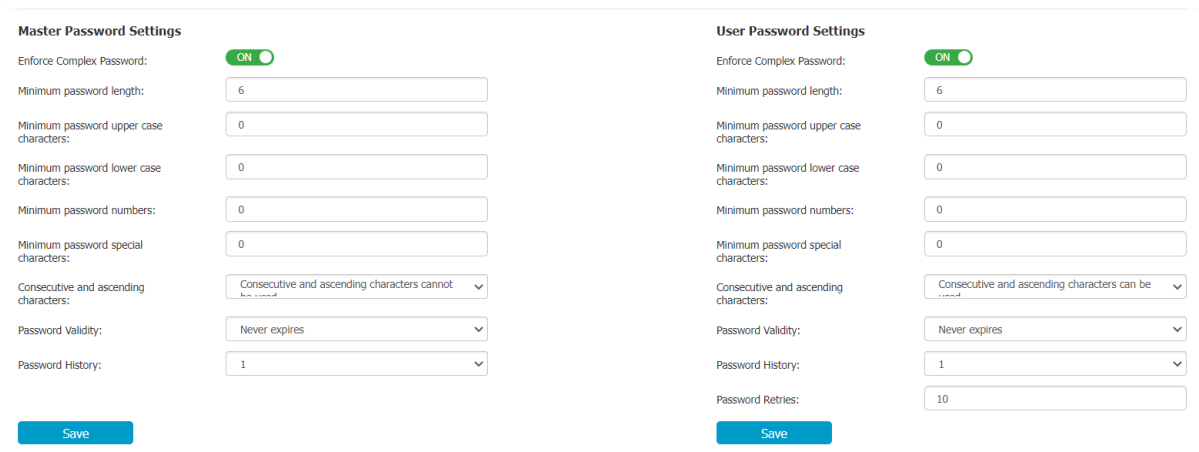 Master Password Settings
Enforce Complex Password:
ON
Minimum password length:
6
Minimum password upper case
characters:
0
Minimum password lower case
characters:
0
Minimum password numbers:
0
Minimum password special
characters:
0
Consecutive and ascending
characters:
Consecutive and ascending characters cannot
be used
Password Validity:
Never expires
Password History:
1
Save
User Password Settings
Enforce Complex Password:
ON
Minimum password length:
6
Minimum password upper case
characters:
0
Minimum password lower case
characters:
0
Minimum password numbers:
0
Minimum password special
characters:
0
Consecutive and ascending
characters:
Consecutive and ascending characters can be
used
Password Validity:
Never expires
Password History:
1
Password Retries:
10
Save